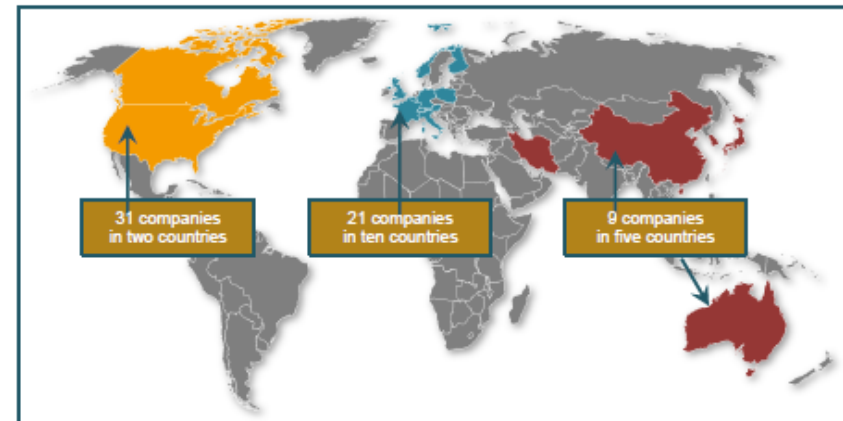 31 companies
in two countries
21 companies
in ten countries
9 companies
in five countries